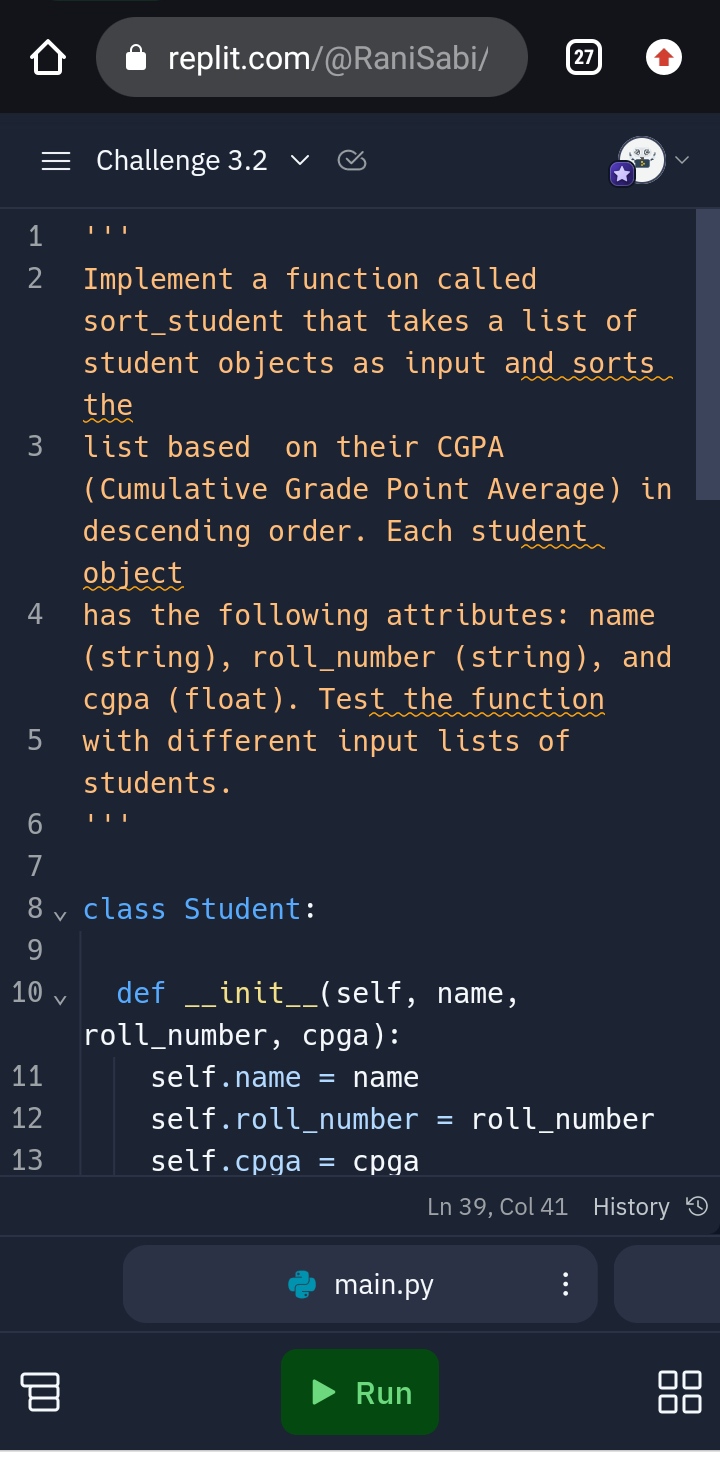 replit.com/@RaniSabi/
27
Challenge 3.2
1 '''
2 Implement a function called
sort_student that takes a list of
student objects as input and sorts
the
3 list based  on their CGPA
(Cumulative Grade Point Average) in
descending order. Each student
object
4 has the following attributes: name
(string), roll_number (string), and
cgpa (float). Test the function
5 with different input lists of
students.
6 '''
7
8 class Student:
9
10 def __init__(self, name,
roll_number, cpga):
11 self.name = name
12 self.roll_number = roll_number
13 self.cpga = cpga
Ln 39, Col 41 History
main.py
Run